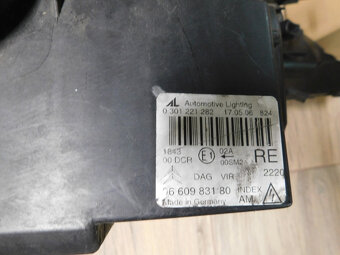 AL Automotive Lighting
0 301 221 282 17.05.06 824
1843 02A
00 DCR E1 00SM2 RE
DAG VIR 2220
96 609 831 80 INDEX
Made in Germany AM